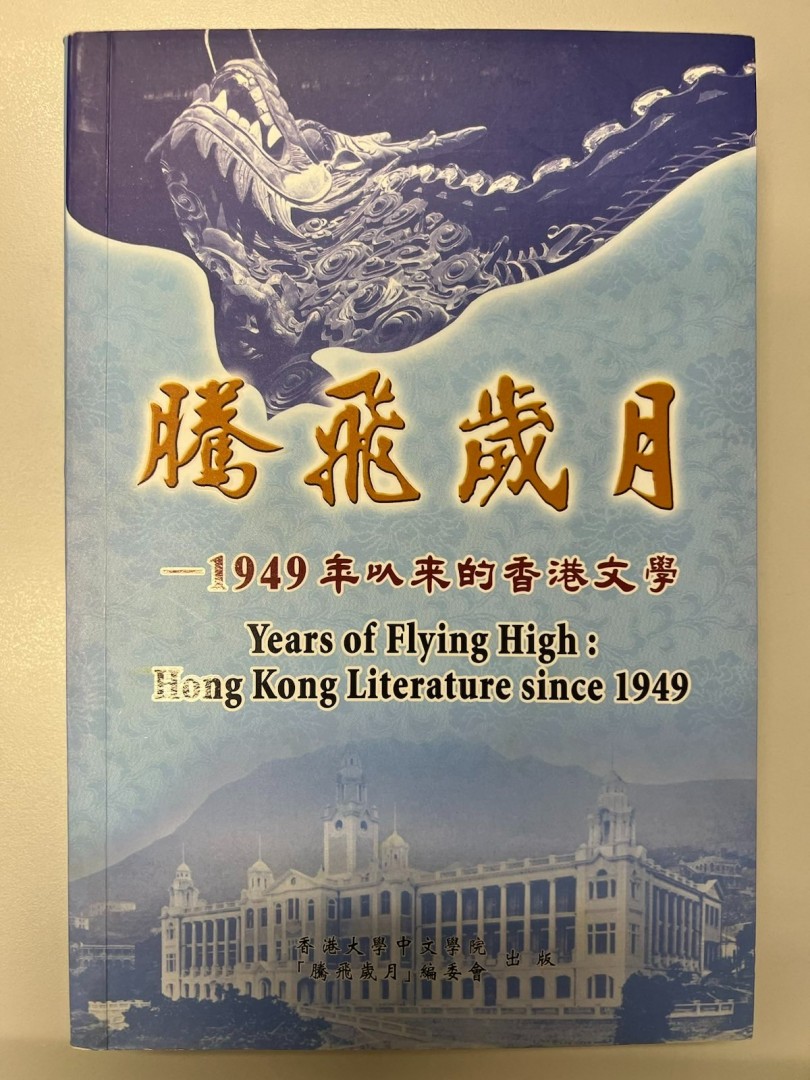 騰飛歲月
—1949年以來的香港文學
Years of Flying High :
Hong Kong Literature since 1949
香港大學中文學院
「騰飛歲月」編委會 出版